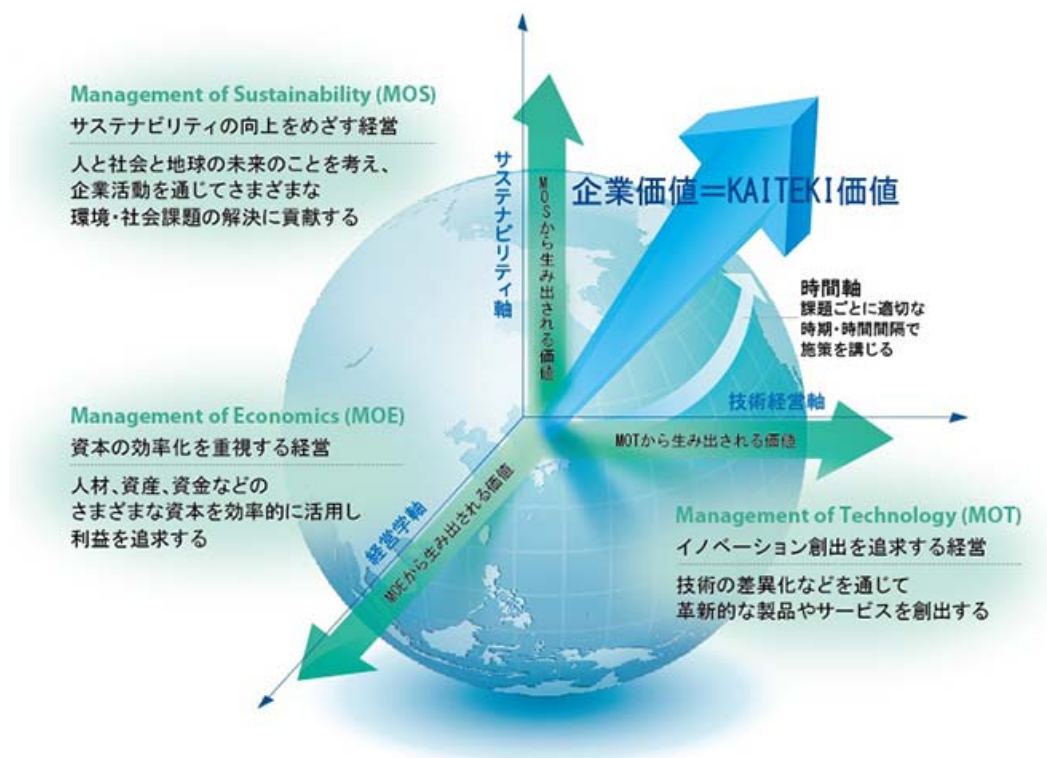 Management of Sustainability (MOS)
サステナビリティの向上をめざす経営
人と社会と地球の未来のことを考え、
企業活動を通じてさまざまな
環境・社会課題の解決に貢献する
サステナビリティ軸
MOSから生み出される価値
企業価値=KAITEKI価値
時間軸
課題ごとに適切な
時期・時間間隔で
施策を講じる
技術経営軸
MOTから生み出される価値
Management of Economics (MOE)
資本の効率化を重視する経営
人材、資産、資金などの
さまざまな資本を効率的に活用し
利益を追求する
経営学軸
MOEから生み出される価値
Management of Technology (MOT)
イノベーション創出を追求する経営
技術の差異化などを通じて
革新的な製品やサービスを創出する